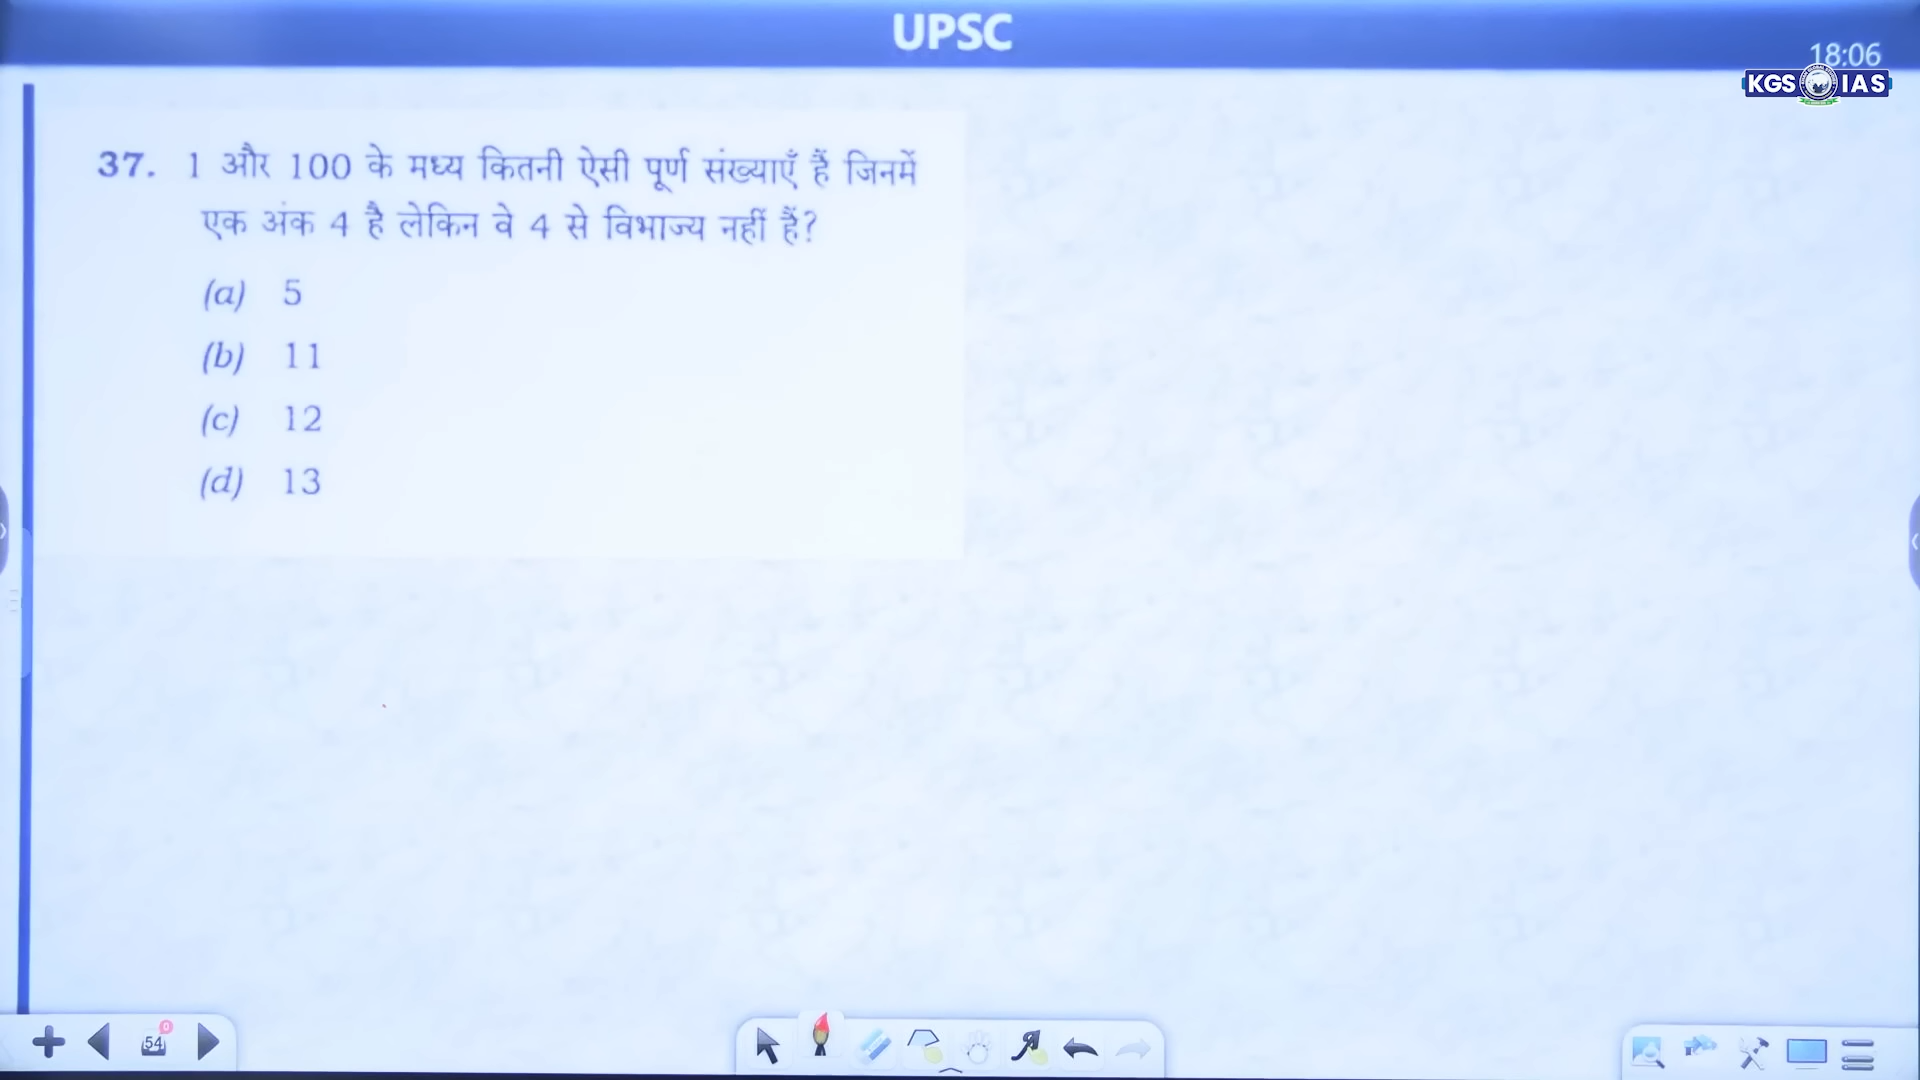 UPSC
18:06
KGS IAS
37. 1 और 100 के मध्य कितनी ऐसी पूर्ण संख्याएँ हैं जिनमें
एक अंक 4 है लेकिन वे 4 से विभाज्य नहीं हैं?
(a) 5
(b) 11
(c) 12
(d) 13
54
0